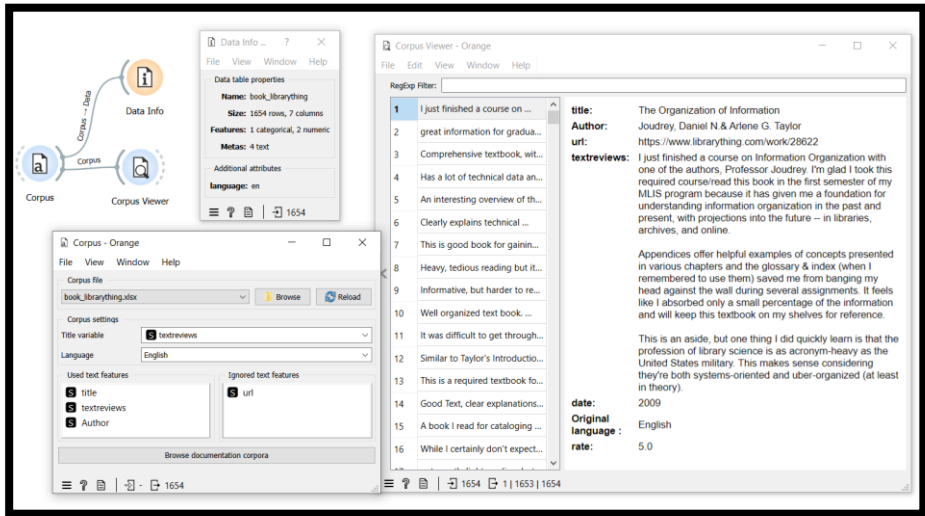 Corpus → Data
Data Info
Corpus
Corpus
Corpus Viewer
Data Info ... ? ×
File View Window Help
Data table properties
Name: book_librarything
Size: 1654 rows, 7 columns
Features: 1 categorical, 2 numeric
Metas: 4 text
Additional attributes
language: en
1654
Corpus - Orange
File View Window Help
Corpus file
book_librarything.xlsx Browse Reload
Corpus settings
Title variable S textreviews
Language English
Used text features Ignored text features
S title S url
S textreviews
S Author
Browse documentation corpora
- 1654
Corpus Viewer - Orange
File Edit View Window Help
RegExp Filter:
1 I just finished a course on ...
2 great information for gradua...
3 Comprehensive textbook, wit...
4 Has a lot of technical data an...
5 An interesting overview of th...
6 Clearly explains technical ...
7 This is good book for gainin...
8 Heavy, tedious reading but it...
9 Informative, but harder to re...
10 Well organized text book. ...
11 It was difficult to get through...
12 Similar to Taylor's Introductio...
13 This is a required textbook fo...
14 Good Text, clear explanations...
15 A book I read for cataloging ...
16 While I certainly don't expect...
title: The Organization of Information
Author: Joudrey, Daniel N.& Arlene G. Taylor
url: https://www.librarything.com/work/28622
textreviews: I just finished a course on Information Organization with
one of the authors, Professor Joudrey. I'm glad I took this
required course/read this book in the first semester of my
MLIS program because it has given me a foundation for
understanding information organization in the past and
present, with projections into the future -- in libraries,
archives, and online.
Appendices offer helpful examples of concepts presented
in various chapters and the glossary & index (when I
remembered to use them) saved me from banging my
head against the wall during several assignments. It feels
like I absorbed only a small percentage of the information
and will keep this textbook on my shelves for reference.
This is an aside, but one thing I did quickly learn is that the
profession of library science is as acronym-heavy as the
United States military. This makes sense considering
they're both systems-oriented and uber-organized (at least
in theory).
date: 2009
Original
language : English
rate: 5.0
1654 1 | 1653 | 1654